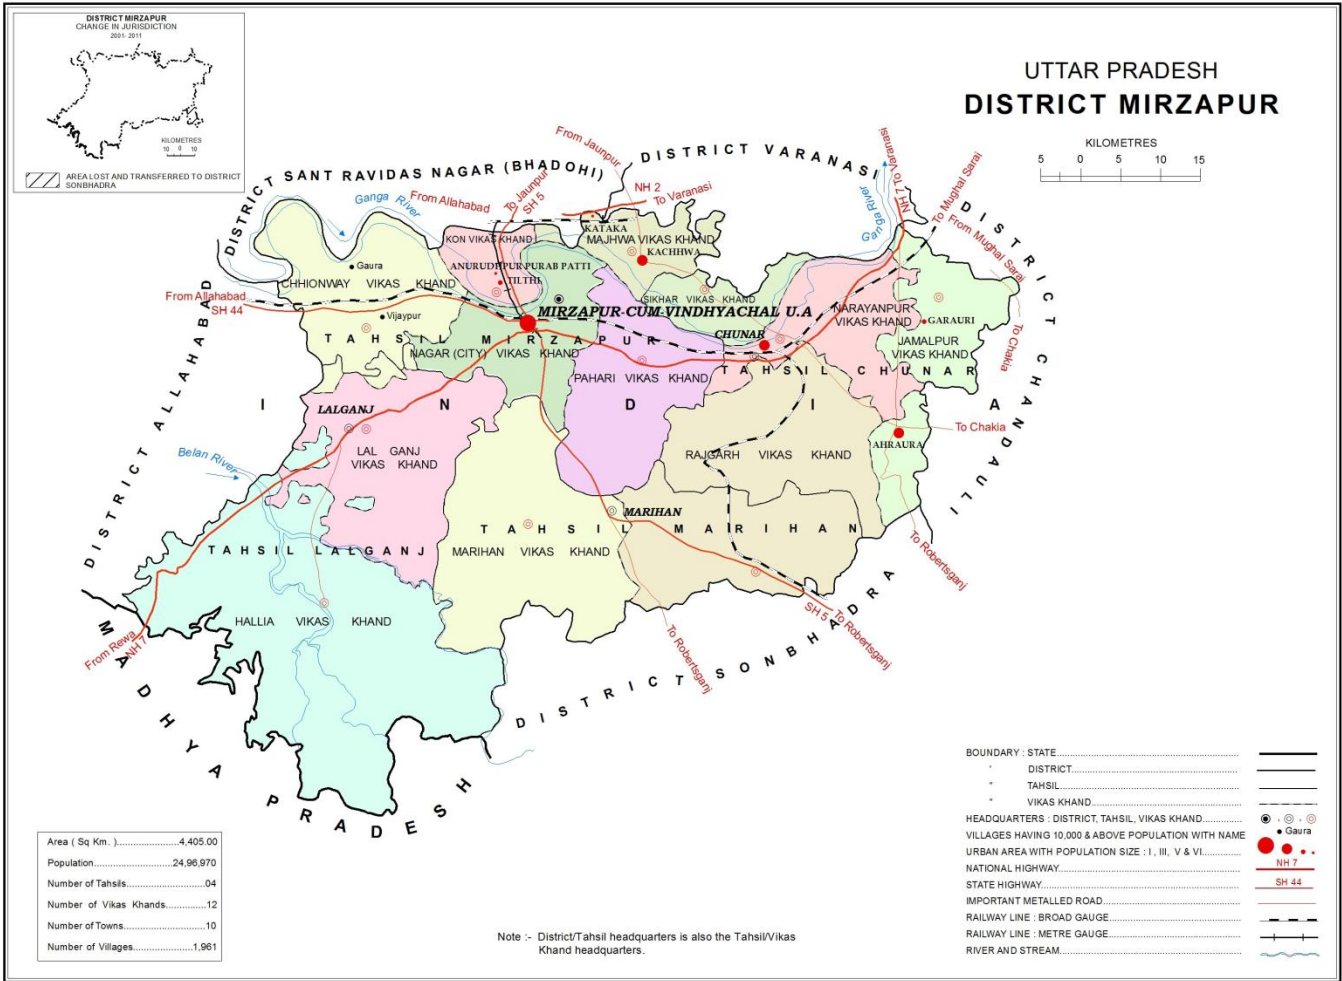 DISTRICT MIRZAPUR
CHANGE IN JURISDICTION
2001- 2011
KILOMETRES
10 0 10
AREA LOST AND TRANSFERRED TO DISTRICT
SONBHADRA
UTTAR PRADESH
DISTRICT MIRZAPUR
KILOMETRES
5 0 5 10 15
DISTRICT SANT RAVIDAS NAGAR (BHADOHI)
DISTRICT VARANASI
DISTRICT CHANDAULI
DISTRICT SONBHADRA
MADHYA PRADESH
DISTRICT ALLAHABAD
INDIA
From Jaunpur
To Jaunpur
SH 5
NH 2
To Varanasi
From Allahabad
Ganga River
Ganga River
NH 7 To Varanasi
To Mughal Sarai
From Mughal Sarai
To Chakia
KON VIKAS KHAND
KATAKA
MAJHWA VIKAS KHAND
KACHHWA
Gaura
CHHIONWAY VIKAS KHAND
ANURUDHPUR PURAB PATTI
TILTHI
From Allahabad
SH 44
Vijaypur
SIKHAR VIKAS KHAND
MIRZAPUR-CUM-VINDHYACHAL U.A
NARAYANPUR
VIKAS KHAND
GARAURI
CHUNAR
TAHSIL MIRZAPUR
NAGAR (CITY) VIKAS KHAND
JAMALPUR
VIKAS KHAND
PAHARI VIKAS KHAND
TAHSIL CHUNAR
LALGANJ
LAL GANJ
VIKAS KHAND
To Chakia
AHRAURA
Belan River
RAJGARH VIKAS KHAND
MARIHAN
TAHSIL MARIHAN
MARIHAN VIKAS KHAND
TAHSIL LALGANJ
To Robertsganj
HALLIA VIKAS KHAND
SH 5
To Robertsganj
To Robertsganj
From Rewa
NH 7
Area ( Sq Km. ).....................4,405.00
Population..........................24,96,970
Number of Tahsils..........................04
Number of Vikas Khands..............12
Number of Towns.........................10
Number of Villages....................1,961
Note :- District/Tahsil headquarters is also the Tahsil/Vikas
Khand headquarters.
BOUNDARY : STATE
" DISTRICT
" TAHSIL
" VIKAS KHAND
HEADQUARTERS : DISTRICT, TAHSIL, VIKAS KHAND
VILLAGES HAVING 10,000 & ABOVE POPULATION WITH NAME Gaura
URBAN AREA WITH POPULATION SIZE : I , III, V & VI
NATIONAL HIGHWAY NH 7
STATE HIGHWAY SH 44
IMPORTANT METALLED ROAD
RAILWAY LINE : BROAD GAUGE
RAILWAY LINE : METRE GAUGE
RIVER AND STREAM